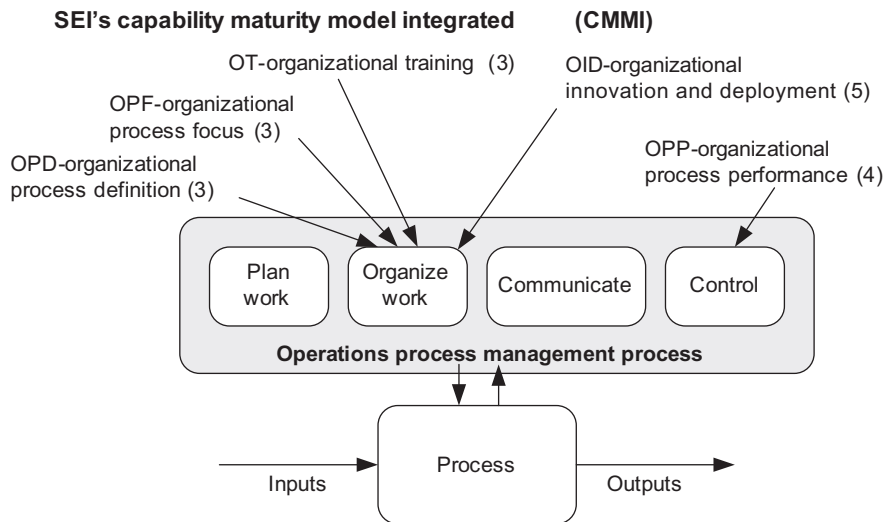 SEI's capability maturity model integrated (CMMI)
OT-organizational training (3)
OID-organizational
innovation and deployment (5)
OPF-organizational
process focus (3)
OPP-organizational
process performance (4)
OPD-organizational
process definition (3)
Plan
work
Organize
work
Communicate
Control
Operations process management process
Process
Inputs
Outputs